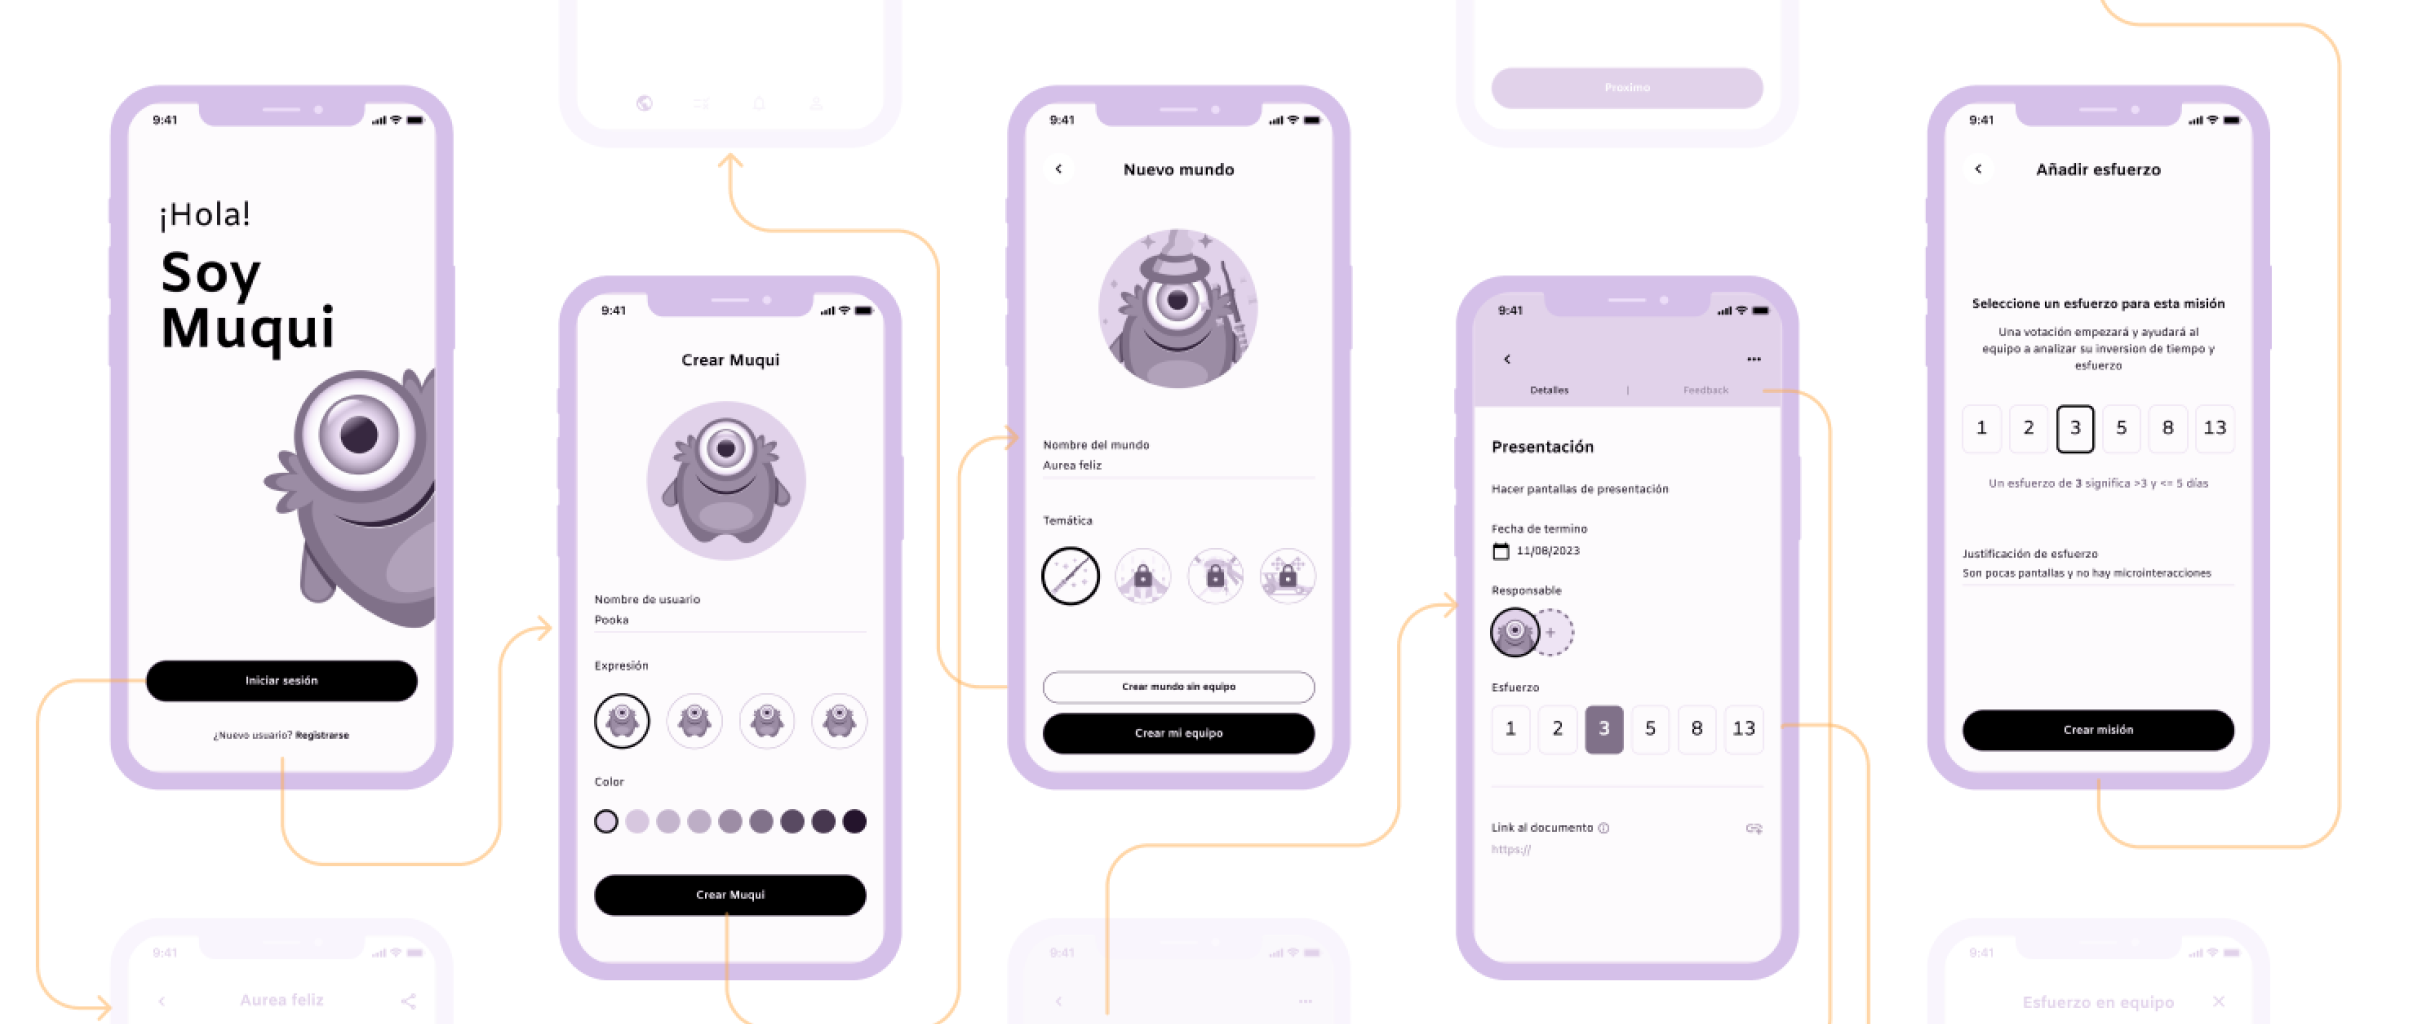 9:41
¡Hola!
Soy
Muqui
Iniciar sesión
¿Nuevo usuario? Registrarse
9:41
Aurea feliz
9:41
Crear Muqui
Nombre de usuario
Pooka
Expresión
Color
Crear Muqui
9:41
Nuevo mundo
Nombre del mundo
Aurea feliz
Temática
Crear mundo sin equipo
Crear mi equipo
9:41
Proximo
9:41
Detalles | Feedback
Presentación
Hacer pantallas de presentación
Fecha de termino
11/08/2023
Responsable
+
Esfuerzo
1 2 3 5 8 13
Link al documento
https://
9:41
Añadir esfuerzo
Seleccione un esfuerzo para esta misión
Una votación empezará y ayudará al
equipo a analizar su inversion de tiempo y
esfuerzo
1 2 3 5 8 13
Un esfuerzo de 3 significa >3 y <= 5 días
Justificación de esfuerzo
Son pocas pantallas y no hay microinteracciones
Crear misión
9:41
Esfuerzo en equipo